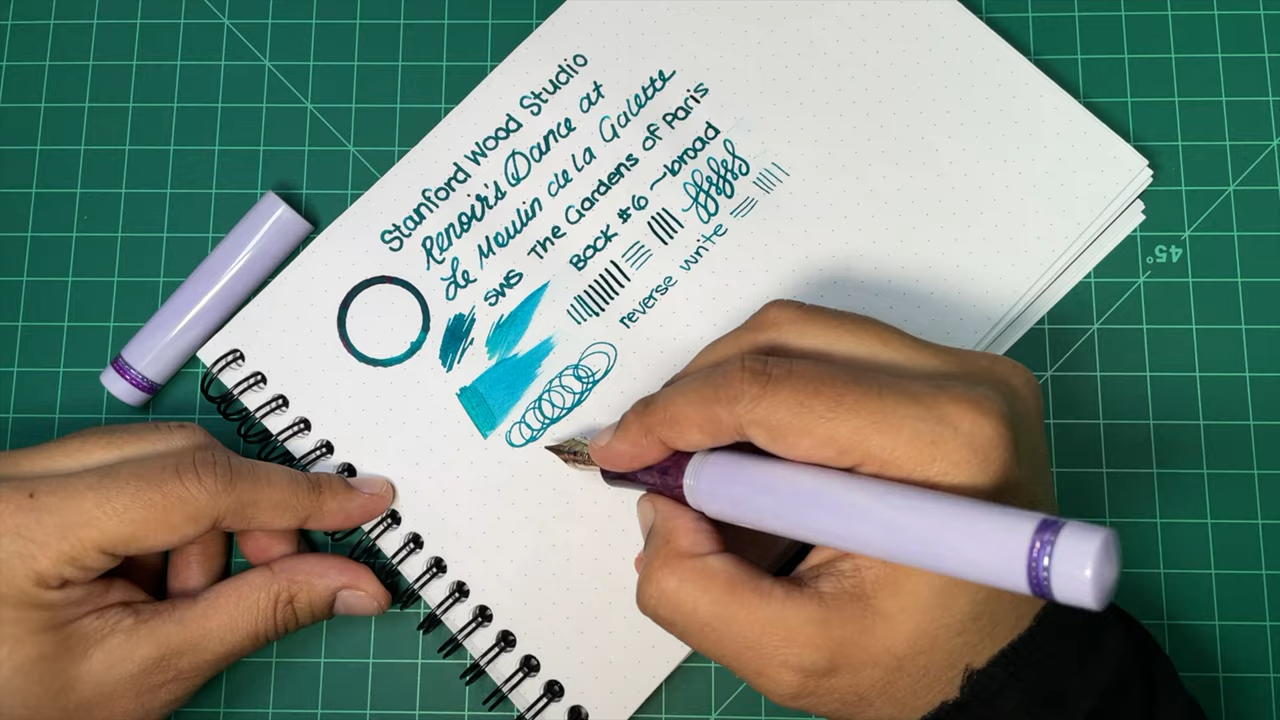 Stanford Wood Studio
Renoir's Dance at
Le Moulin de La Galette
SWS The Gardens of Paris
Bock #6 ~broad
reverse write
45°